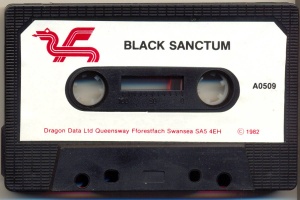 BLACK SANCTUM
A0509
Dragon Data Ltd Queensway Fforestfach Swansea SA5 4EH
© 1982